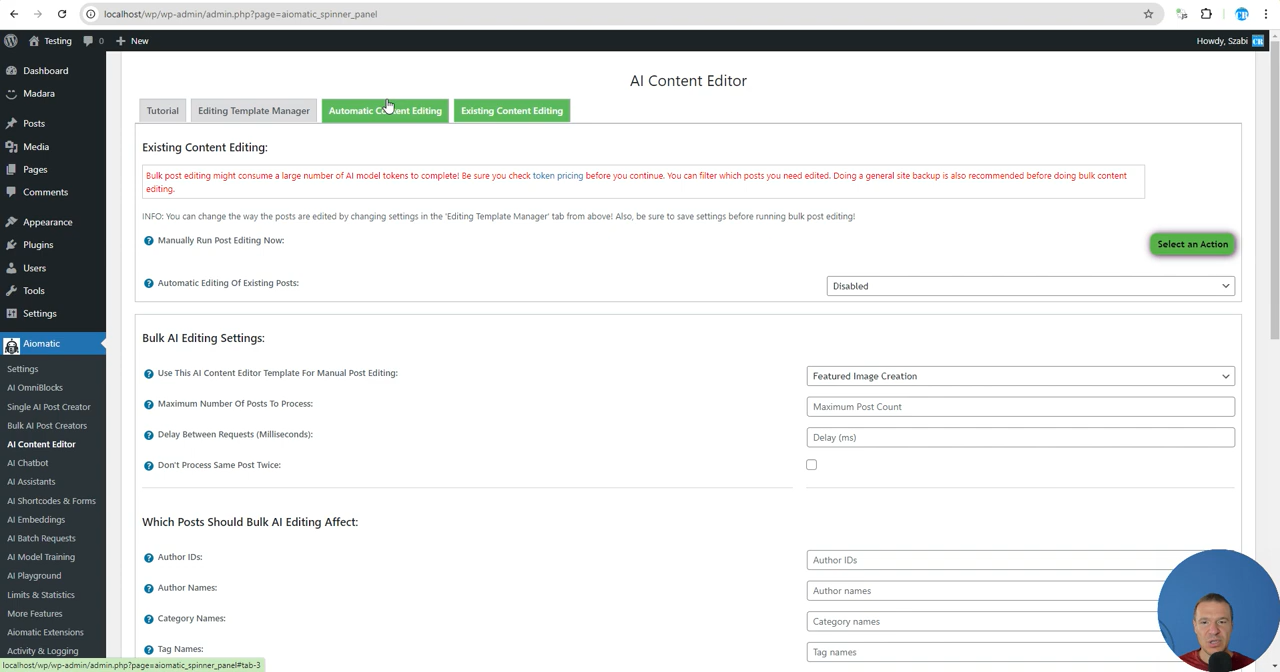 localhost/wp/wp-admin/admin.php?page=aiomatic_spinner_panel
Testing
0
New
Howdy, Szabi
Dashboard
Madara
Posts
Media
Pages
Comments
Appearance
Plugins
Users
Tools
Settings
Aiomatic
Settings
AI OmniBlocks
Single AI Post Creator
Bulk AI Post Creators
AI Content Editor
AI Chatbot
AI Assistants
AI Shortcodes & Forms
AI Embeddings
AI Batch Requests
AI Model Training
AI Playground
Limits & Statistics
More Features
Aiomatic Extensions
Activity & Logging
AI Content Editor
Tutorial
Editing Template Manager
Automatic Content Editing
Existing Content Editing
Existing Content Editing:
Bulk post editing might consume a large number of AI model tokens to complete! Be sure you check token pricing before you continue. You can filter which posts you need edited. Doing a general site backup is also recommended before doing bulk content
editing.
INFO: You can change the way the posts are edited by changing settings in the 'Editing Template Manager' tab from above! Also, be sure to save settings before running bulk post editing!
Manually Run Post Editing Now:
Select an Action
Automatic Editing Of Existing Posts:
Disabled
Bulk AI Editing Settings:
Use This AI Content Editor Template For Manual Post Editing:
Featured Image Creation
Maximum Number Of Posts To Process:
Maximum Post Count
Delay Between Requests (Milliseconds):
Delay (ms)
Don't Process Same Post Twice:
Which Posts Should Bulk AI Editing Affect:
Author IDs:
Author IDs
Author Names:
Author names
Category Names:
Category names
Tag Names:
Tag names
localhost/wp/wp-admin/admin.php?page=aiomatic_spinner_panel#tab-3